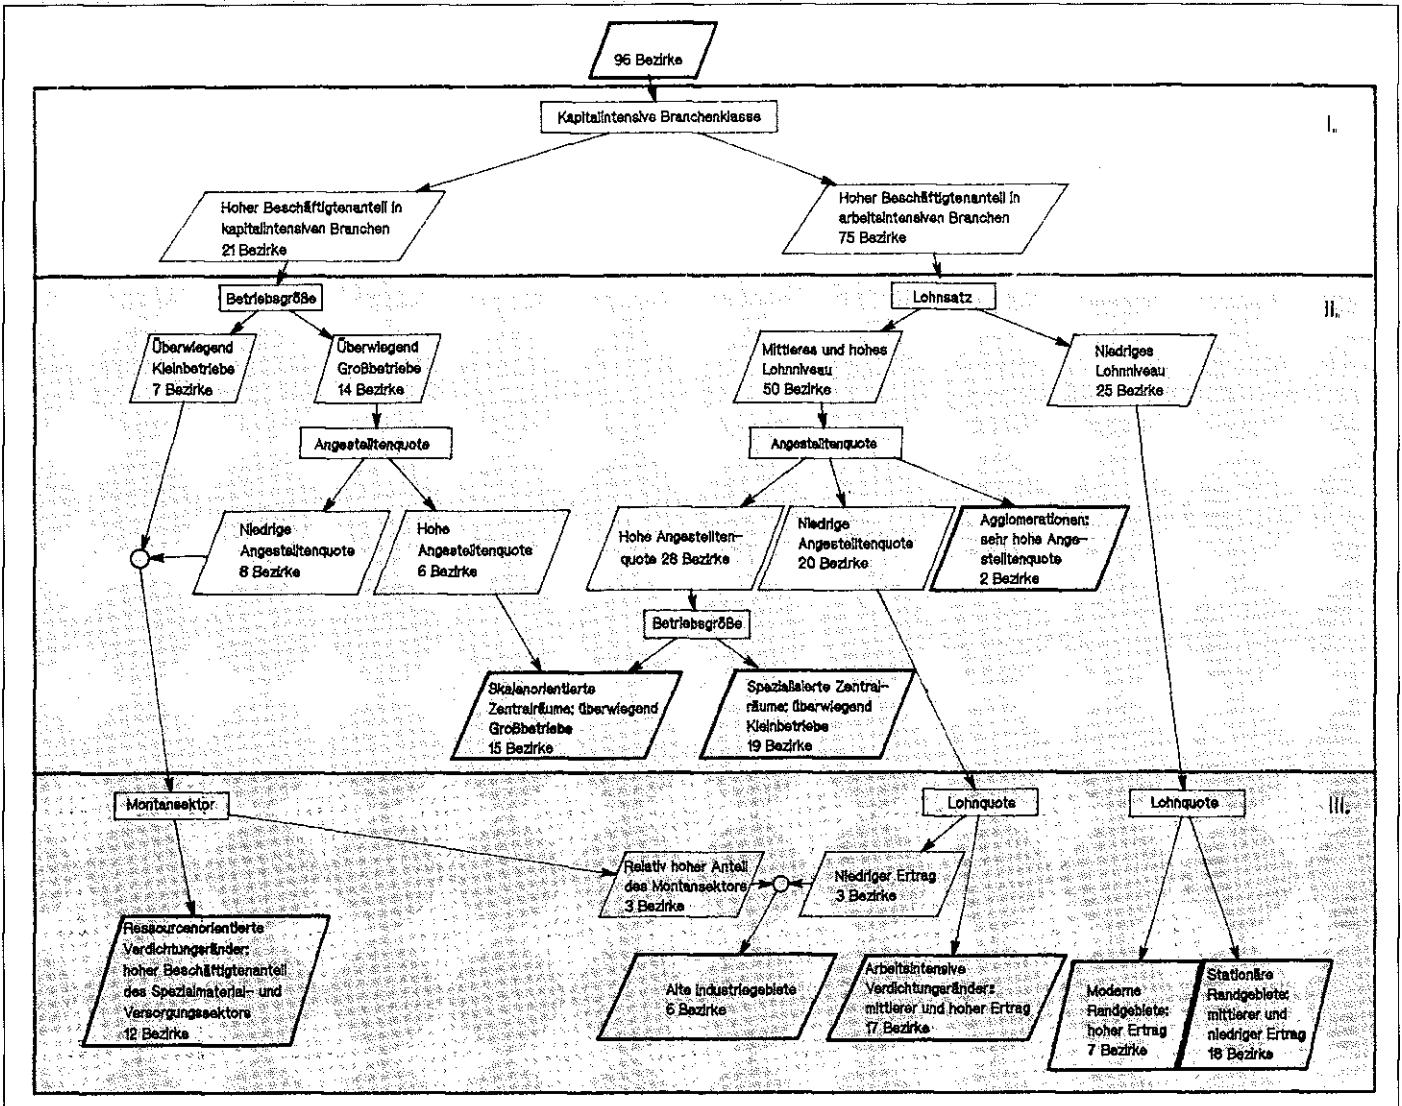 96 Bezirke
Kapitalintensive Branchenklasse
I.
Hoher Beschäftigtenanteil in
kapitalintensiven Branchen
21 Bezirke
Hoher Beschäftigtenanteil in
arbeitsintensiven Branchen
75 Bezirke
Betriebsgröße
Lohnsatz
II.
Überwiegend
Kleinbetriebe
7 Bezirke
Überwiegend
Großbetriebe
14 Bezirke
Mittleres und hohes
Lohnniveau
50 Bezirke
Niedriges
Lohnniveau
25 Bezirke
Angestelltenquote
Angestelltenquote
Niedrige
Angestelltenquote
8 Bezirke
Hohe
Angestelltenquote
6 Bezirke
Hohe Angestellten-
quote 28 Bezirke
Niedrige
Angestelltenquote
20 Bezirke
Agglomerationen:
sehr hohe Ange-
stelltenquote
2 Bezirke
Betriebsgröße
Skalenorientierte
Zentralräume: überwiegend
Großbetriebe
15 Bezirke
Spezialisierte Zentral-
räume: überwiegend
Kleinbetriebe
19 Bezirke
Montansektor
Lohnquote
Lohnquote
III.
Relativ hoher Anteil
des Montansektors
3 Bezirke
Niedriger Ertrag
3 Bezirke
Ressourcenorientierte
Verdichtungsränder:
hoher Beschäftigtenanteil
des Spezialmaterial- und
Versorgungssektors
12 Bezirke
Alte Industriegebiete
6 Bezirke
Arbeitsintensive
Verdichtungsränder:
mittlerer und hoher Ertrag
17 Bezirke
Moderne
Randgebiete:
hoher Ertrag
7 Bezirke
Stationäre
Randgebiete:
mittlerer und
niedriger Ertrag
18 Bezirke